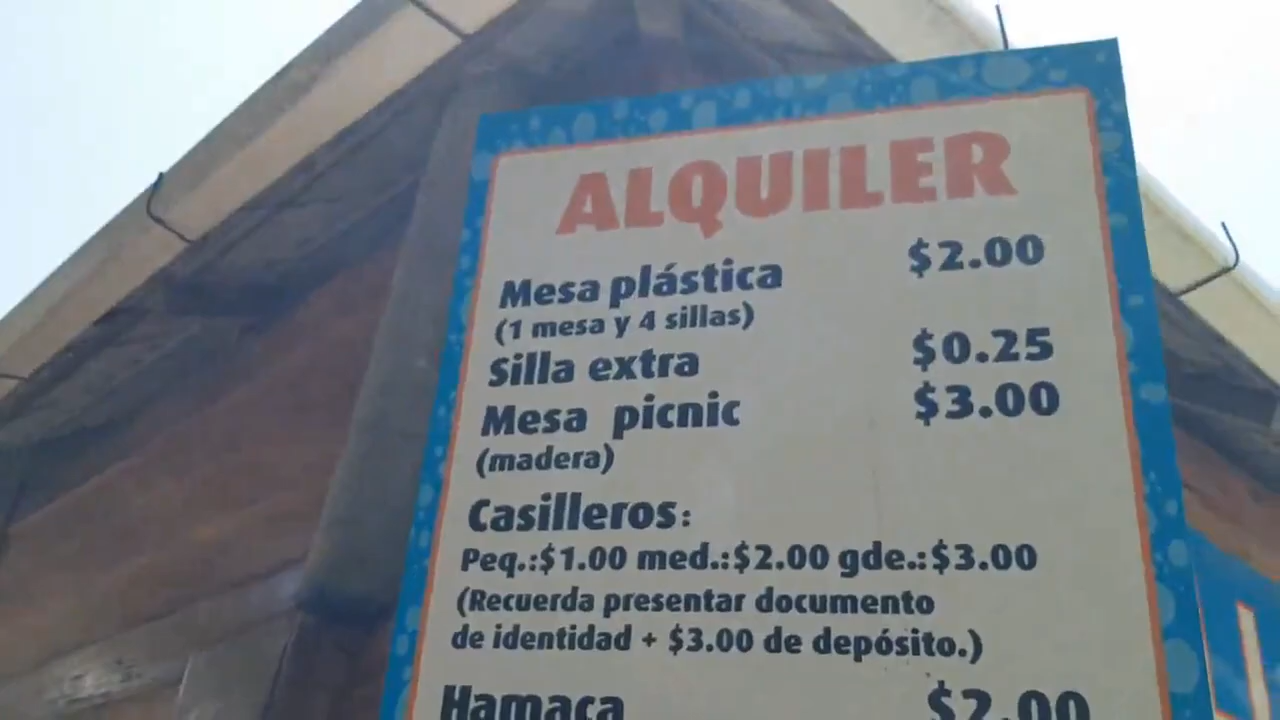 ALQUILER
Mesa plástica $2.00
(1 mesa y 4 sillas)
Silla extra $0.25
Mesa picnic $3.00
(madera)
Casilleros:
Peq.:$1.00 med.:$2.00 gde.:$3.00
(Recuerda presentar documento
de identidad + $3.00 de depósito.)
Hamaca $2.00